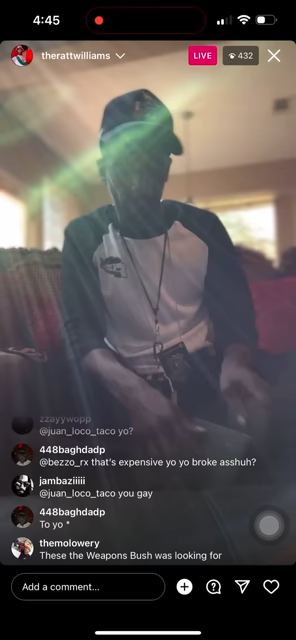 4:45
therattwilliams
LIVE
432
zzayywopp
@juan_loco_taco yo?
448baghdadp
@bezzo_rx that's expensive yo yo broke asshuh?
jambaziiiii
@juan_loco_taco you gay
448baghdadp
To yo *
themolowery
These the Weapons Bush was looking for
Add a comment...